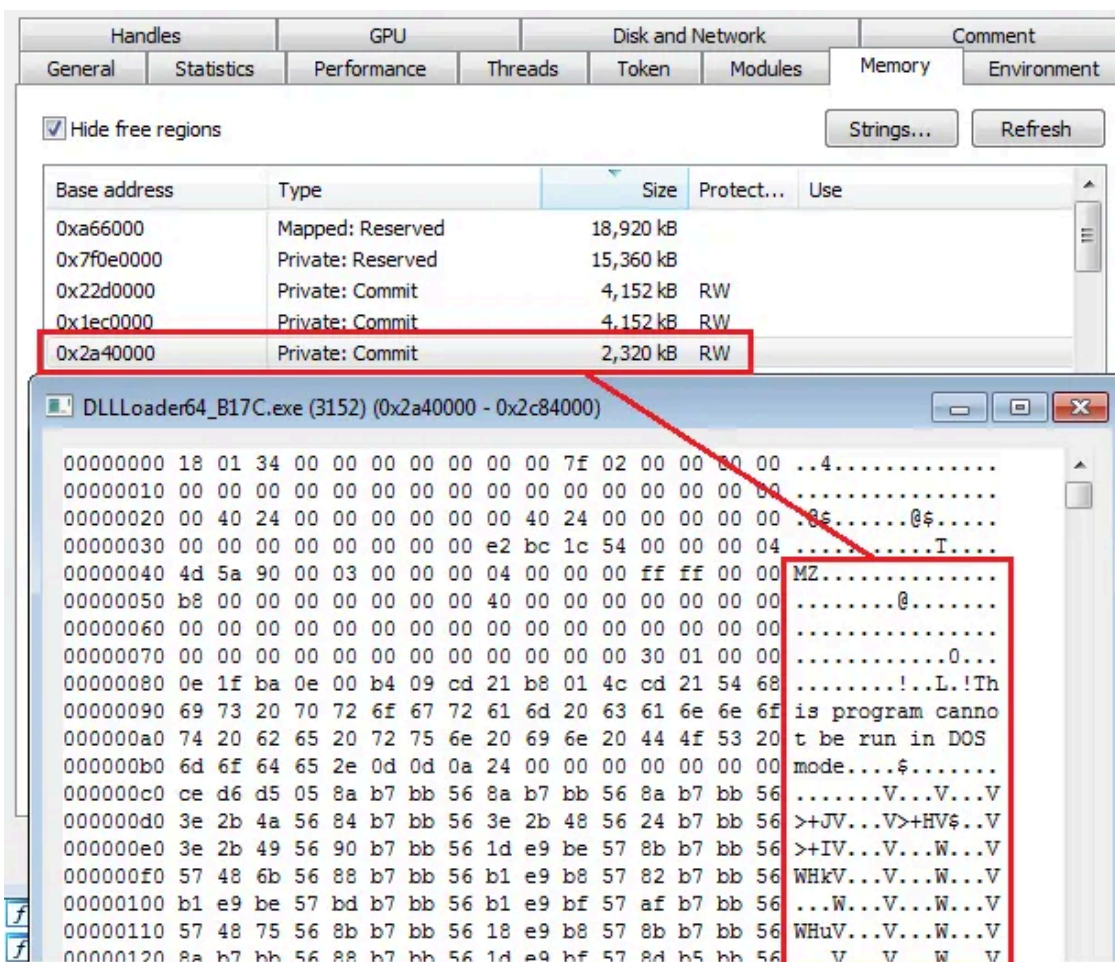 Handles GPU Disk and Network Comment
General Statistics Performance Threads Token Modules Memory Environment
Hide free regions Strings... Refresh
Base address Type Size Protect... Use
0xa66000 Mapped: Reserved 18,920 kB
0x7f0e0000 Private: Reserved 15,360 kB
0x22d0000 Private: Commit 4,152 kB RW
0x1ec0000 Private: Commit 4,152 kB RW
0x2a40000 Private: Commit 2,320 kB RW
DLLLoader64_B17C.exe (3152) (0x2a40000 - 0x2c84000)
00000000 18 01 34 00 00 00 00 00 00 00 7f 02 00 00 00 00 ..4.............
00000010 00 00 00 00 00 00 00 00 00 00 00 00 00 00 00 00 ................
00000020 00 40 24 00 00 00 00 00 00 40 24 00 00 00 00 00 .@$......@$.....
00000030 00 00 00 00 00 00 00 00 e2 bc 1c 54 00 00 00 04 ...........T....
00000040 4d 5a 90 00 03 00 00 00 04 00 00 00 ff ff 00 00 MZ..............
00000050 b8 00 00 00 00 00 00 00 40 00 00 00 00 00 00 00 ........@.......
00000060 00 00 00 00 00 00 00 00 00 00 00 00 00 00 00 00 ................
00000070 00 00 00 00 00 00 00 00 00 00 00 00 30 01 00 00 ............0...
00000080 0e 1f ba 0e 00 b4 09 cd 21 b8 01 4c cd 21 54 68 ........!..L.!Th
00000090 69 73 20 70 72 6f 67 72 61 6d 20 63 61 6e 6e 6f is program canno
000000a0 74 20 62 65 20 72 75 6e 20 69 6e 20 44 4f 53 20 t be run in DOS
000000b0 6d 6f 64 65 2e 0d 0d 0a 24 00 00 00 00 00 00 00 mode....$.......
000000c0 ce d6 d5 05 8a b7 bb 56 8a b7 bb 56 8a b7 bb 56 .......V...V...V
000000d0 3e 2b 4a 56 84 b7 bb 56 3e 2b 48 56 24 b7 bb 56 >+JV...V>+HV$..V
000000e0 3e 2b 49 56 90 b7 bb 56 1d e9 be 57 8b b7 bb 56 >+IV...V...W...V
000000f0 57 48 6b 56 88 b7 bb 56 b1 e9 b8 57 82 b7 bb 56 WHkV...V...W...V
00000100 b1 e9 be 57 bd b7 bb 56 b1 e9 bf 57 af b7 bb 56 ...W...V...W...V
00000110 57 48 75 56 8b b7 bb 56 18 e9 b8 57 8b b7 bb 56 WHuV...V...W...V
00000120 8a b7 bb 56 88 b7 bb 56 1d e9 bf 57 8d b5 bb 56 ...V...V...W...V